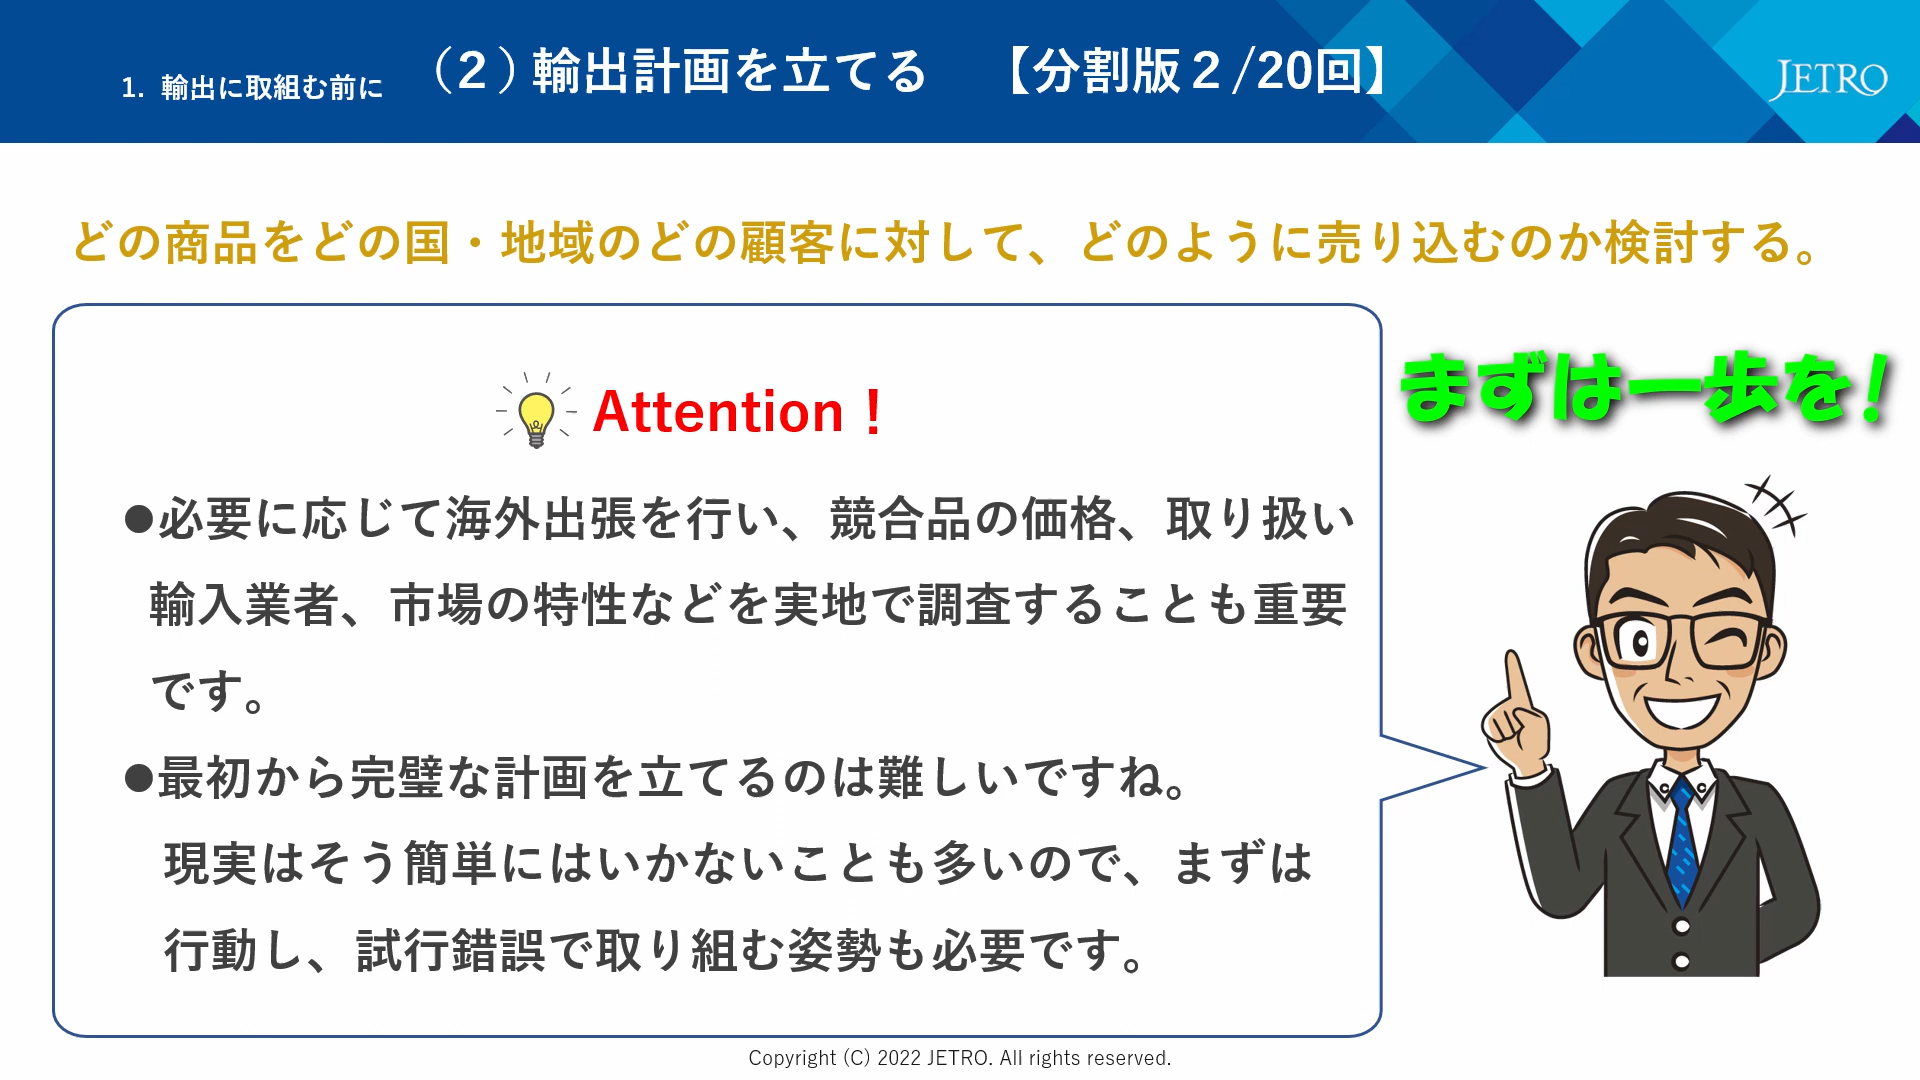 1. 輸出に取組む前に （２）輸出計画を立てる 【分割版２/20回】
JETRO
どの商品をどの国・地域のどの顧客に対して、どのように売り込むのか検討する。
まずは一歩を!
Attention！
●必要に応じて海外出張を行い、競合品の価格、取り扱い
輸入業者、市場の特性などを実地で調査することも重要
です。
●最初から完璧な計画を立てるのは難しいですね。
現実はそう簡単にはいかないことも多いので、まずは
行動し、試行錯誤で取り組む姿勢も必要です。
Copyright (C) 2022 JETRO. All rights reserved.